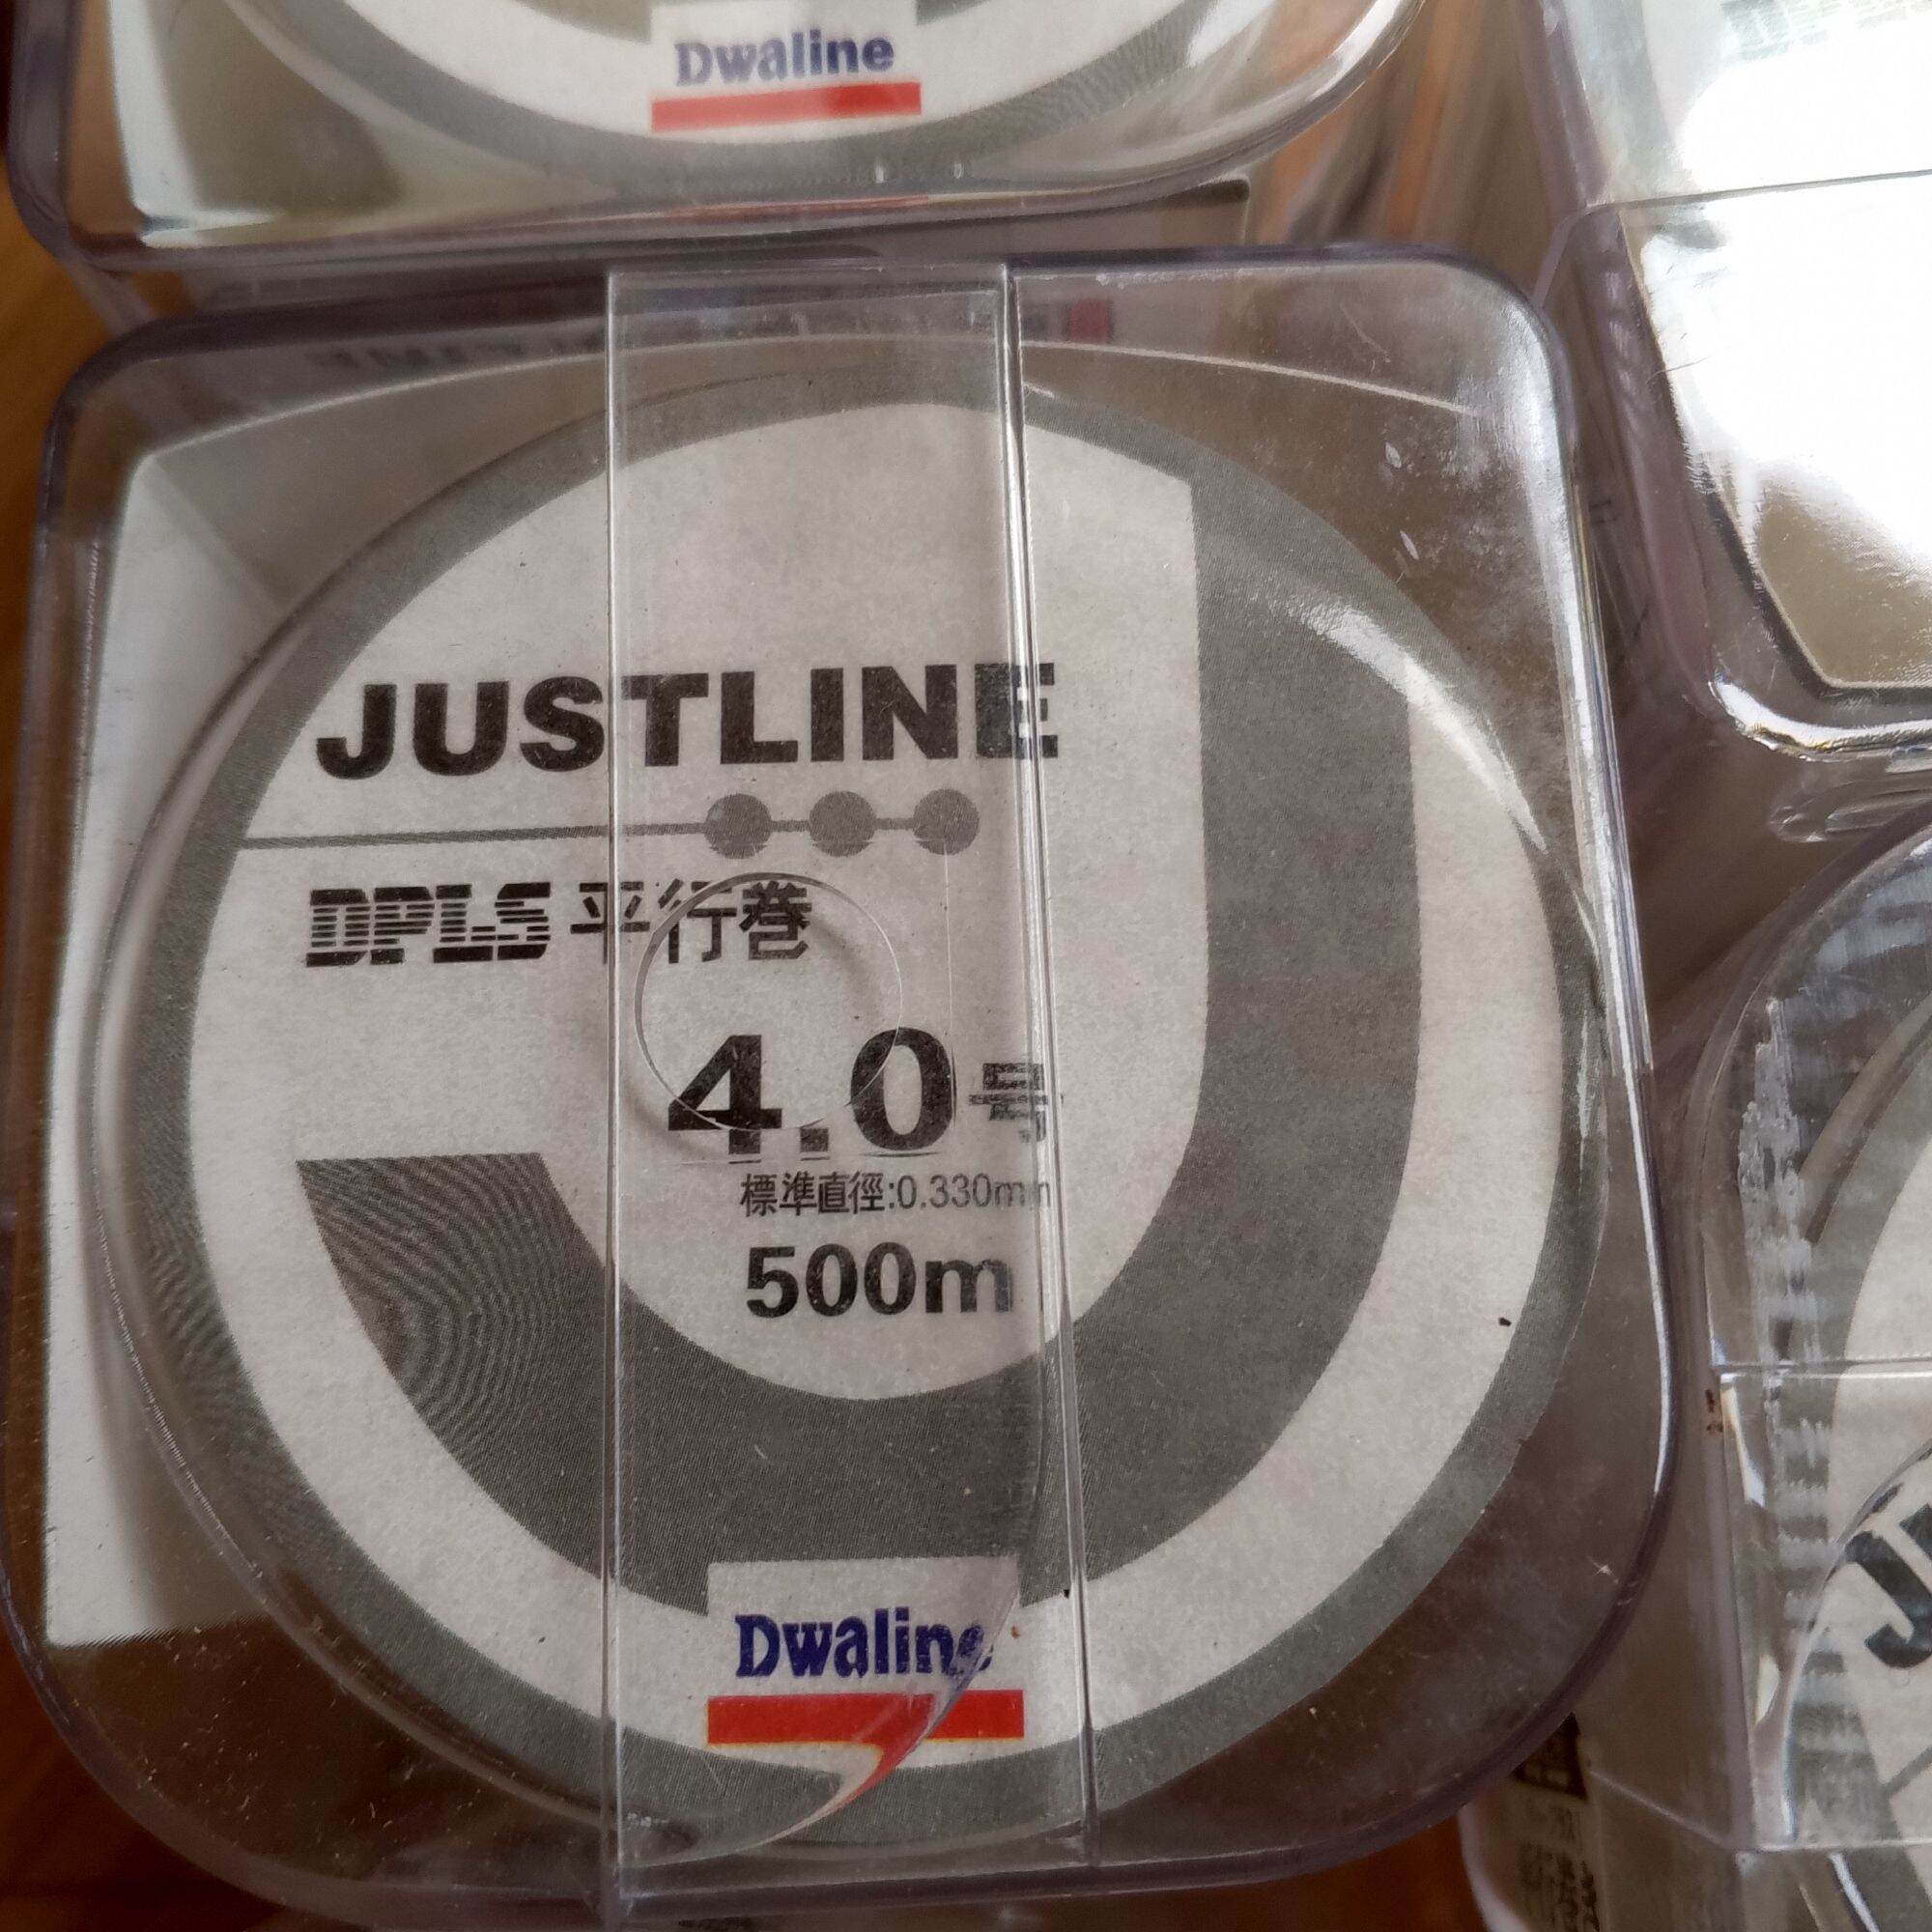 Dwaline
JUSTLINE
DPLS 平行巻
4.0号
標準直徑:0.330mm
500m
Dwaline